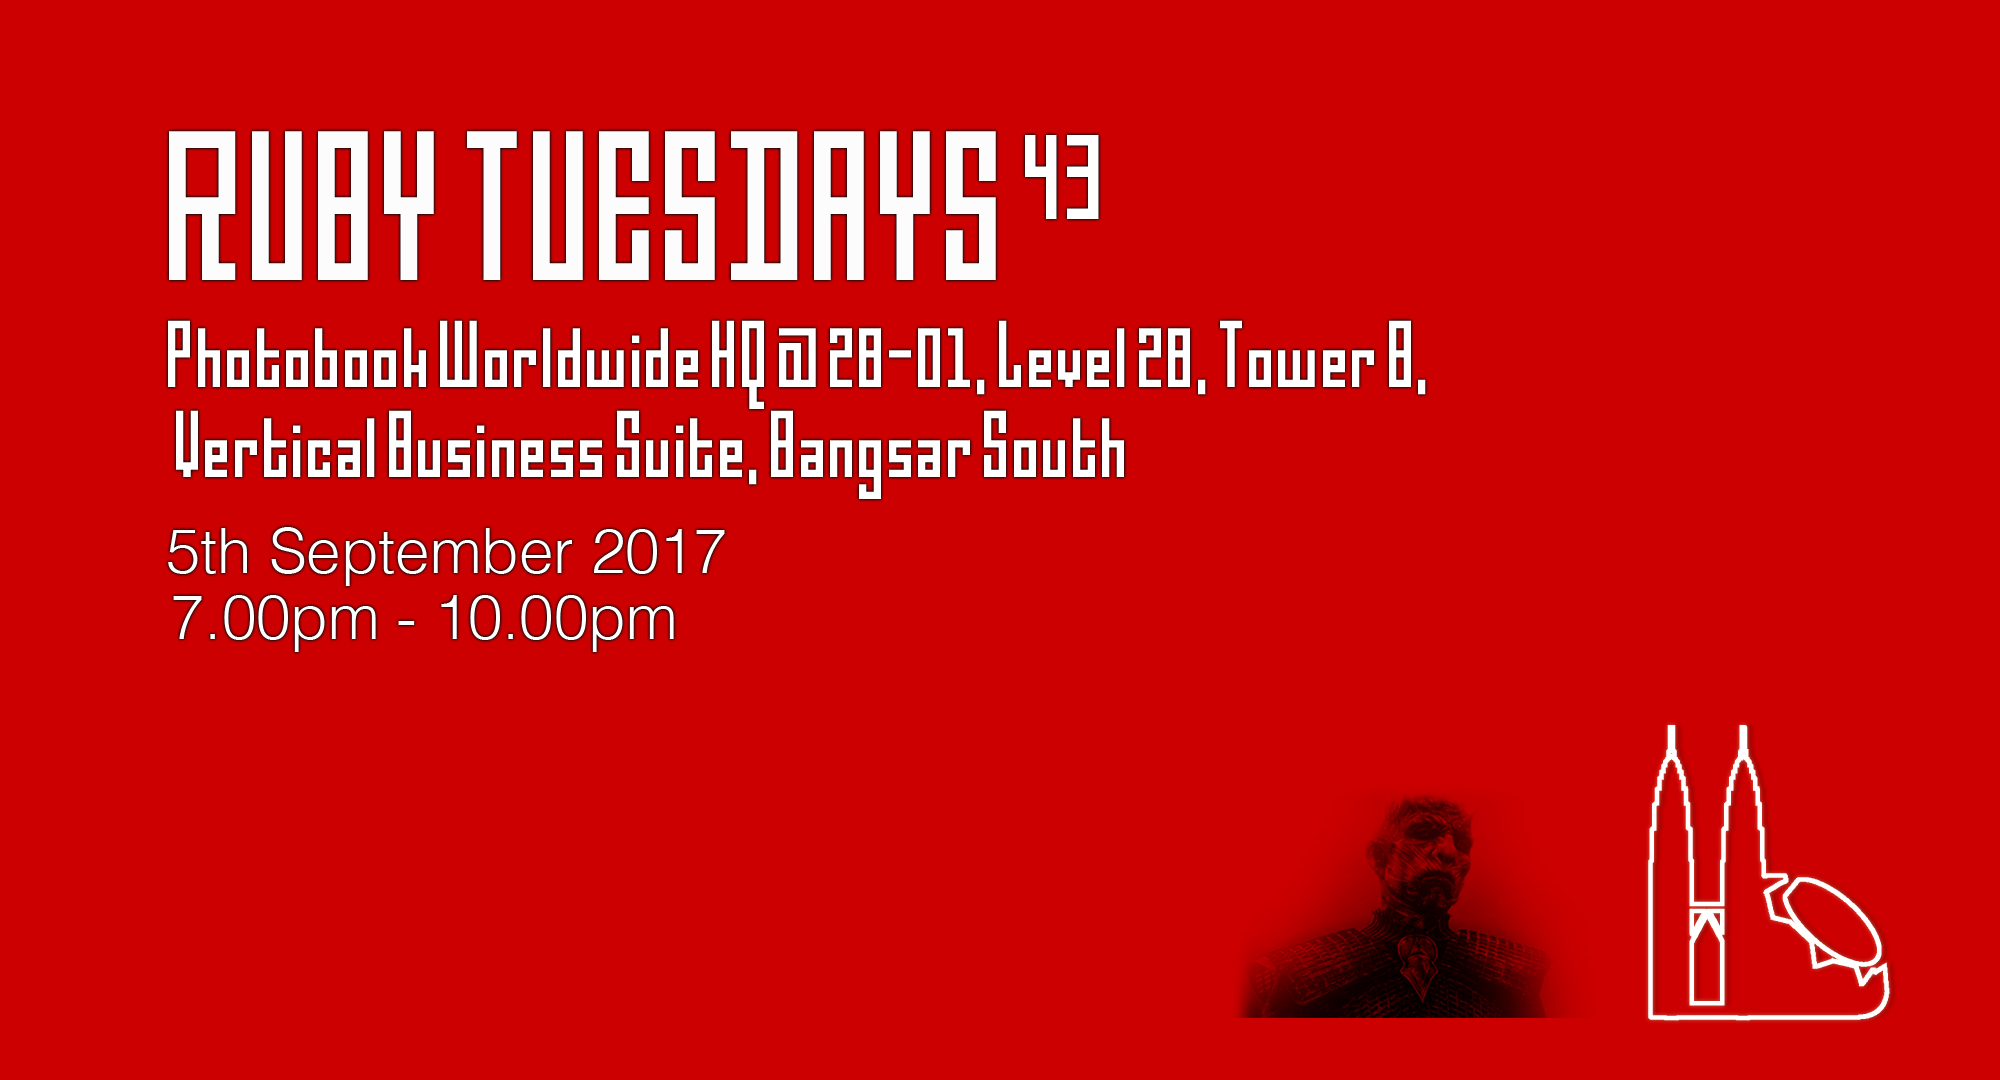 RUBY TUESDAYS 43
Photobook Worldwide HQ @ 28-01, Level 28, Tower 8,
Vertical Business Suite, Bangsar South
5th September 2017
7.00pm - 10.00pm